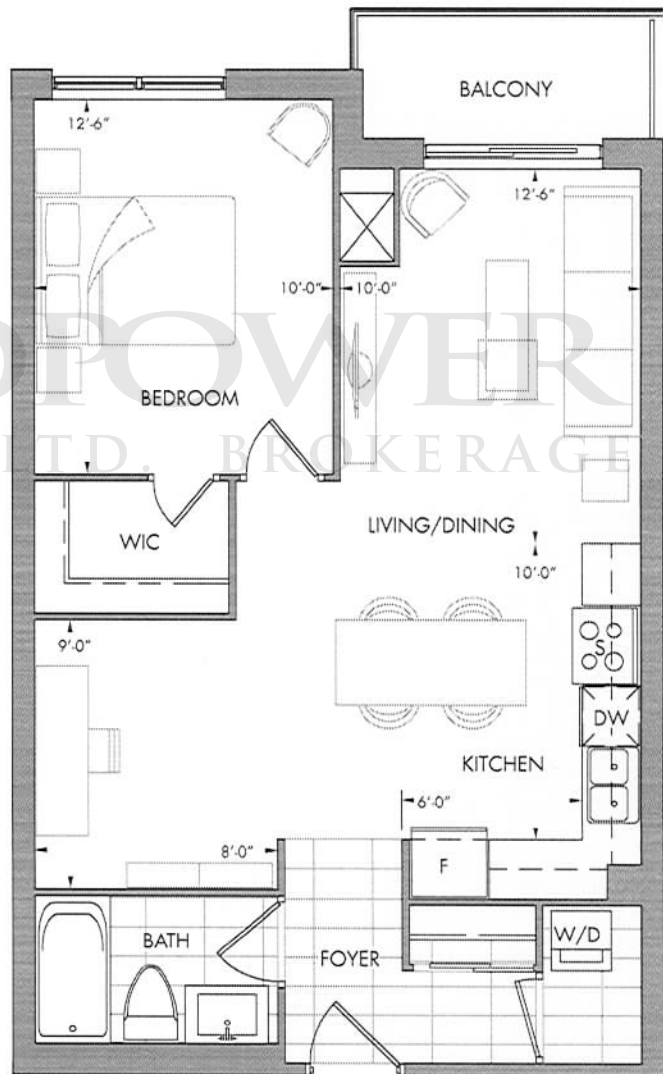 BALCONY
12'-6"
12'-6"
10'-0"
10'-0"
POWER
BEDROOM
LTD. BROKERAGE
LIVING/DINING
WIC
10'-0"
9'-0"
S
DW
KITCHEN
6'-0"
8'-0"
F
BATH
FOYER
W/D